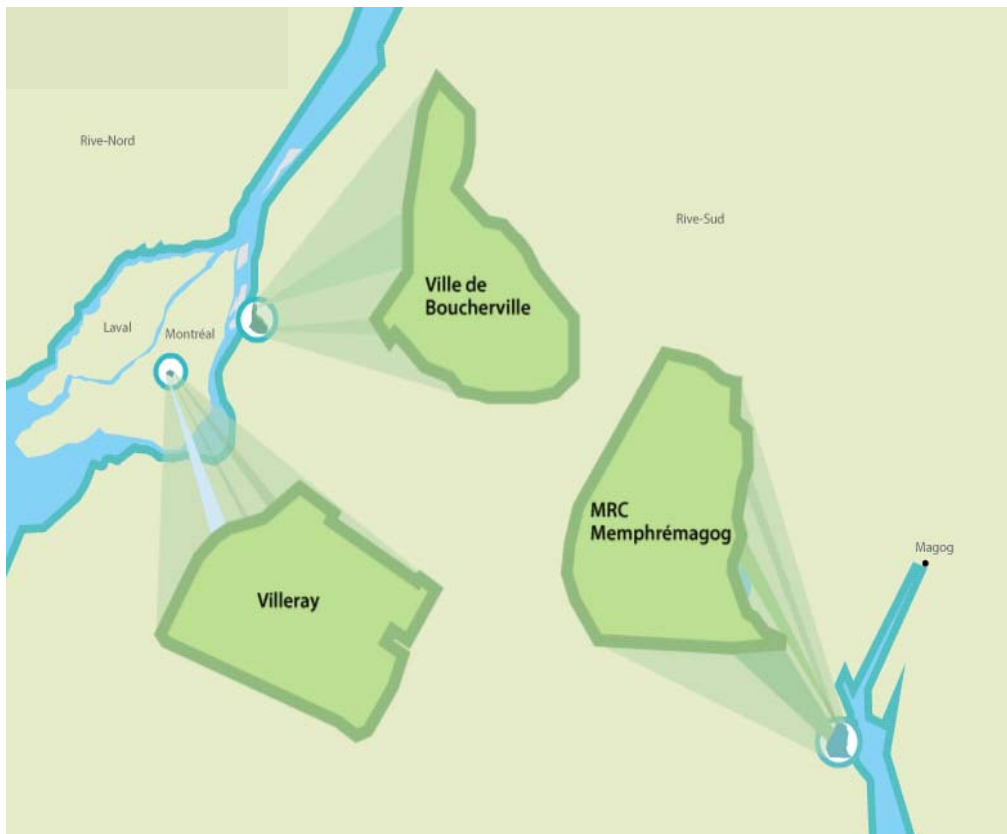 Rive-Nord
Rive-Sud
Ville de
Boucherville
Laval
Montréal
MRC
Memphrémagog
Magog
Villeray